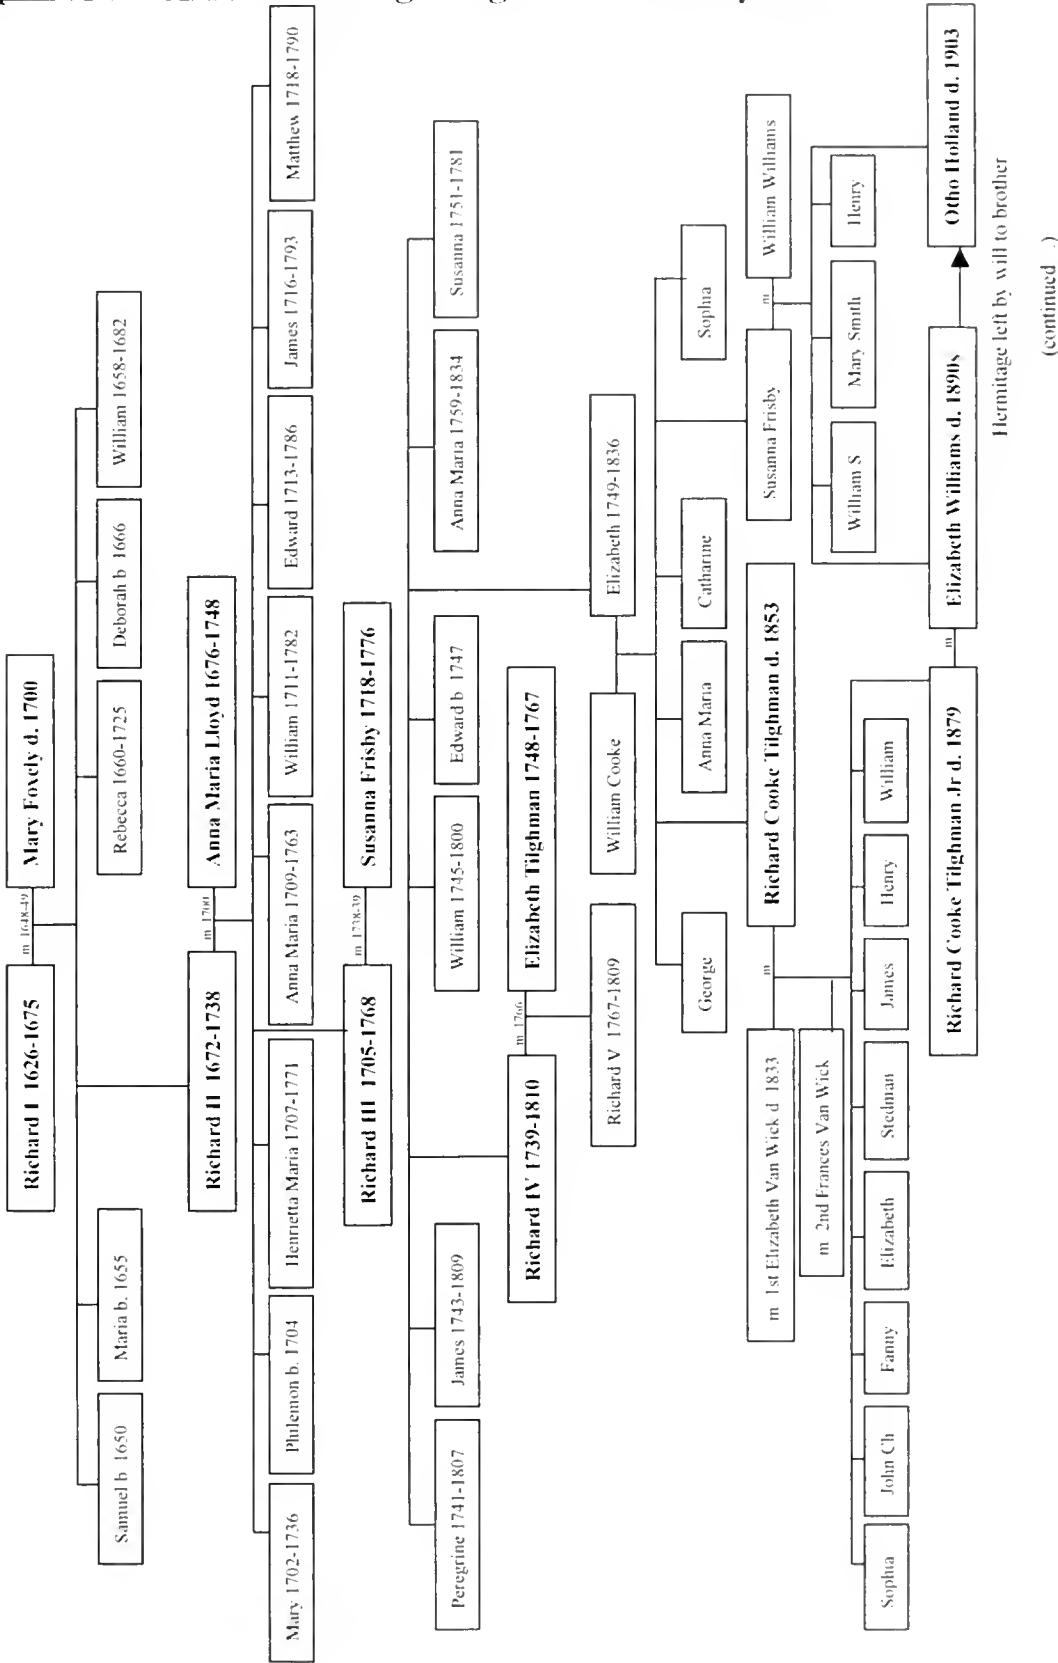 Richard I 1626-1675
m 1648-49
Mary Foxely d. 1700
Samuel b 1650
Maria b. 1655
Rebecca 1660-1725
Deborah b 1666
William 1658-1682
Richard II 1672-1738
m 1700
Anna Maria Lloyd 1676-1748
Mary 1702-1736
Philemon b. 1704
Henrietta Maria 1707-1771
Anna Maria 1709-1763
William 1711-1782
Edward 1713-1786
James 1716-1793
Matthew 1718-1790
Richard III 1705-1768
m 1738-39
Susanna Frisby 1718-1776
Peregrine 1741-1807
James 1743-1809
William 1745-1800
Edward b 1747
Anna Maria 1759-1834
Susanna 1751-1781
Richard IV 1739-1810
m 1766
Elizabeth Tilghman 1748-1767
Richard V 1767-1809
William Cooke
Elizabeth 1749-1836
George
Anna Maria
Catharine
Sophia
m 1st Elizabeth Van Wick d 1833
m
Richard Cooke Tilghman d. 1853
Susanna Frisby
m
William Williams
m 2nd Frances Van Wick
William S
Mary Smith
Henry
Sophia
John Ch
Fanny
Elizabeth
Stedman
James
Henry
William
Richard Cooke Tilghman Jr d. 1879
m
Elizabeth Williams d. 1890s
Otho Holland d. 1903
Hermitage left by will to brother
(continued .)